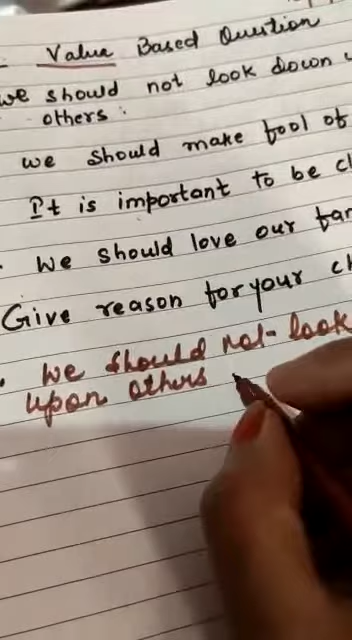 Value Based Question
we should not look down
others:
we should make fool of
It is important to be
we should love our
Give reason for your
we should not look
upon others